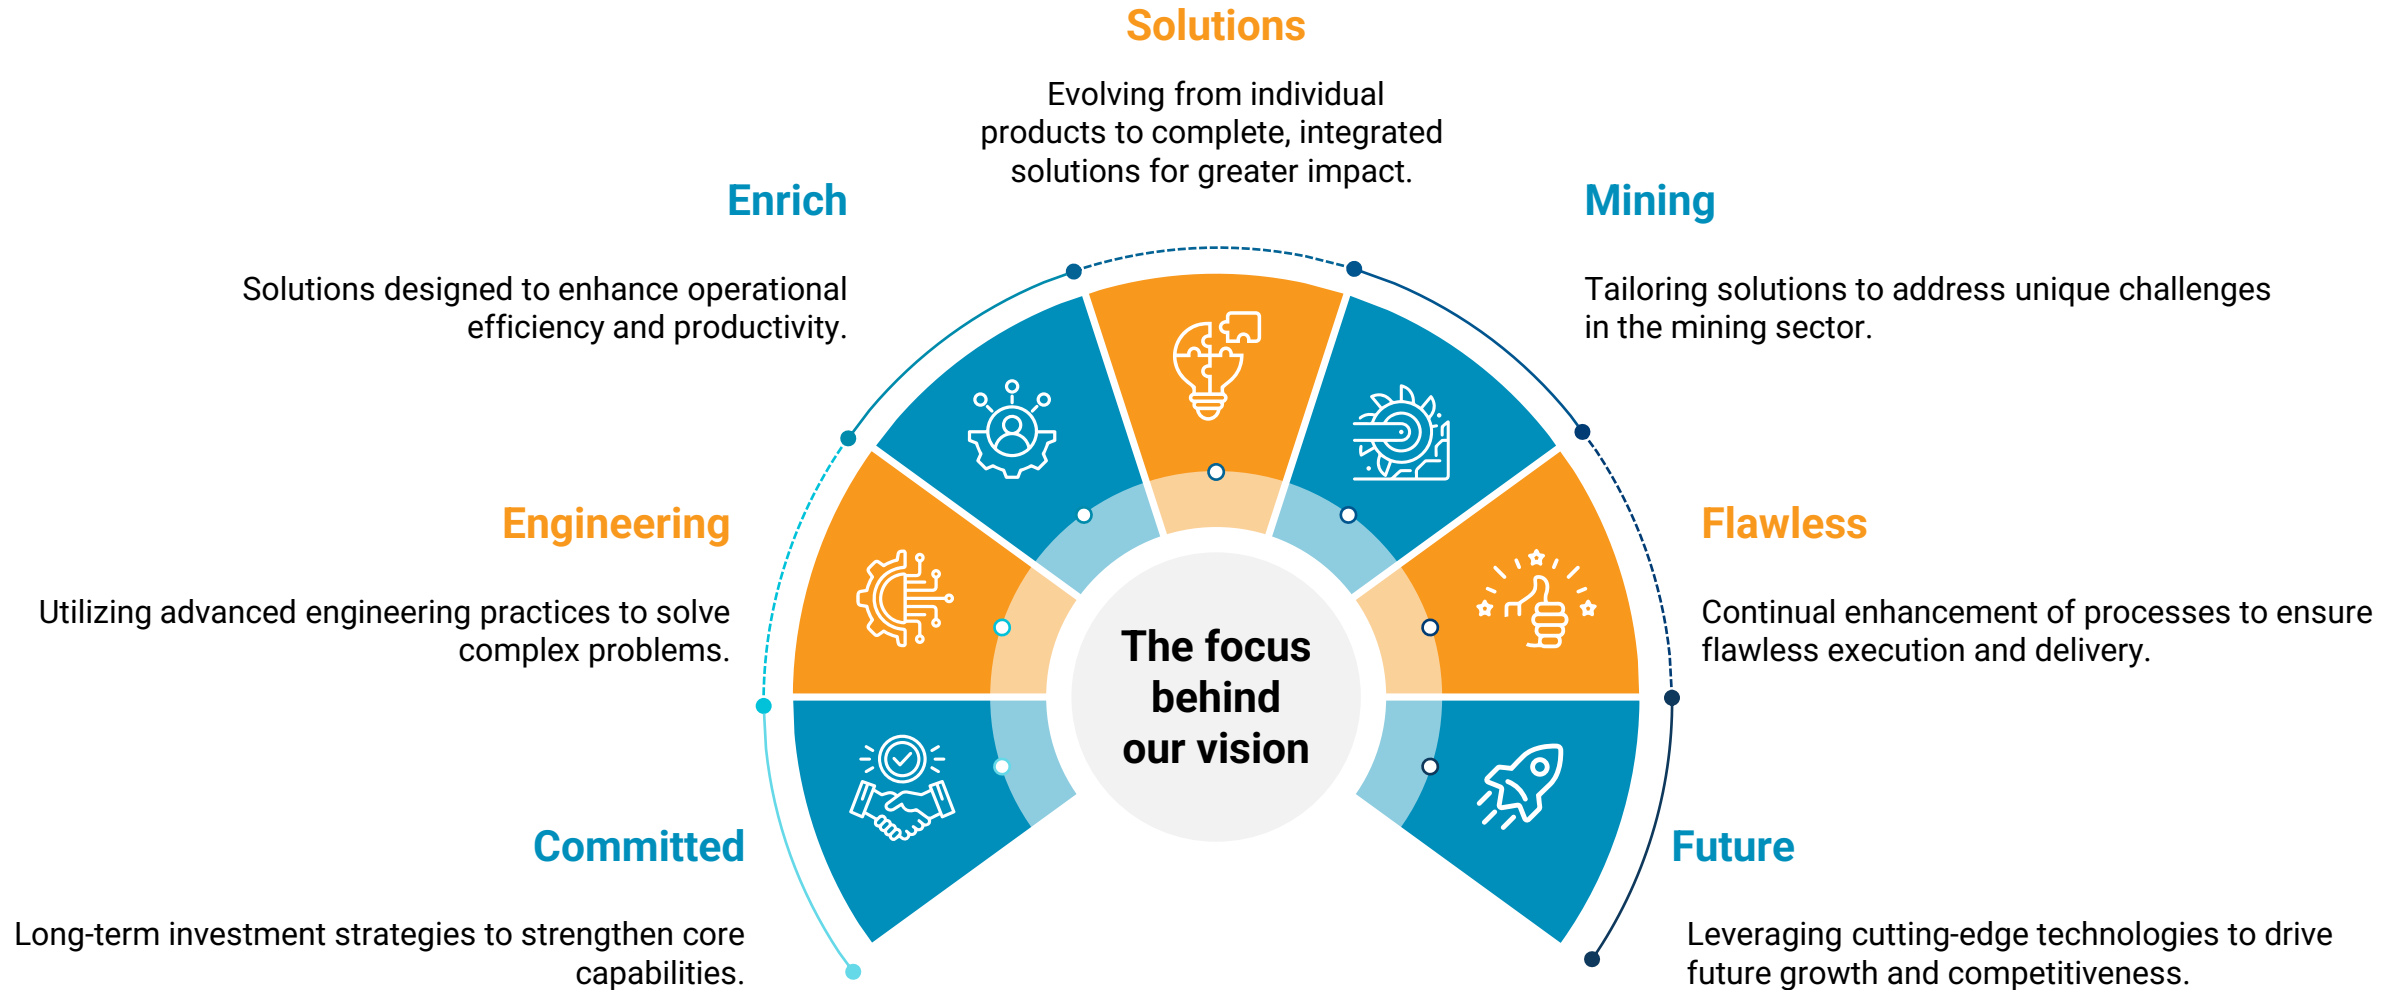 Solutions
Evolving from individual
products to complete, integrated
solutions for greater impact.
Enrich
Solutions designed to enhance operational
efficiency and productivity.
Mining
Tailoring solutions to address unique challenges
in the mining sector.
Engineering
Utilizing advanced engineering practices to solve
complex problems.
Flawless
Continual enhancement of processes to ensure
flawless execution and delivery.
The focus
behind
our vision
Committed
Long-term investment strategies to strengthen core
capabilities.
Future
Leveraging cutting-edge technologies to drive
future growth and competitiveness.